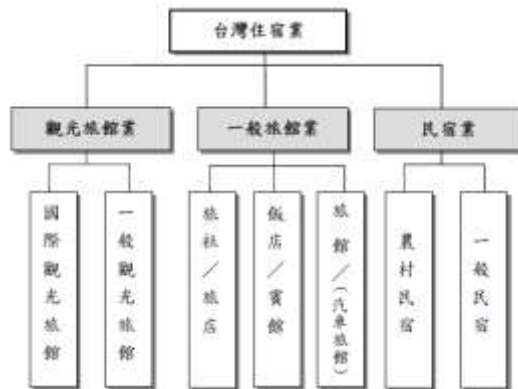 台灣住宿業
觀光旅館業
一般旅館業
民宿業
國際觀光旅館
一般觀光旅館
旅社／旅店
飯店／賓館
旅館／(汽車旅館)
農村民宿
一般民宿